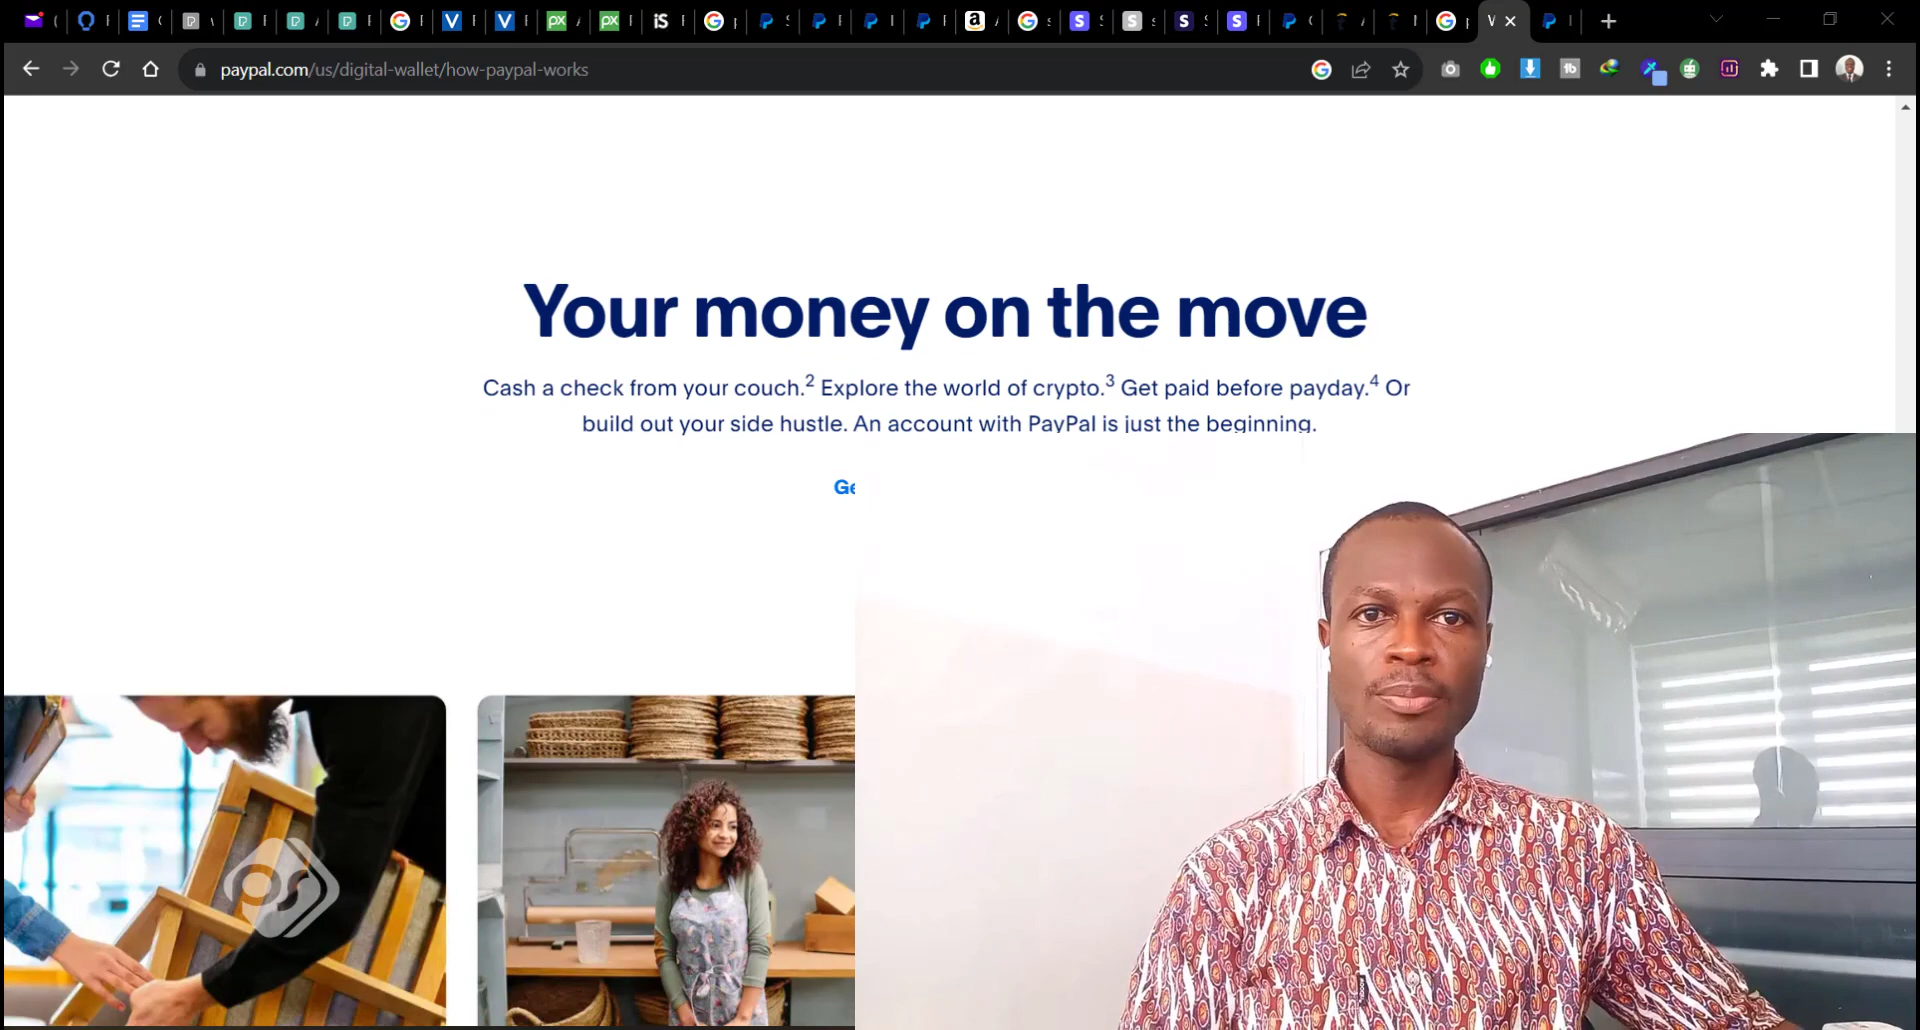 paypal.com/us/digital-wallet/how-paypal-works
Your money on the move
Cash a check from your couch.2 Explore the world of crypto.3 Get paid before payday.4 Or
build out your side hustle. An account with PayPal is just the beginning.
Ge